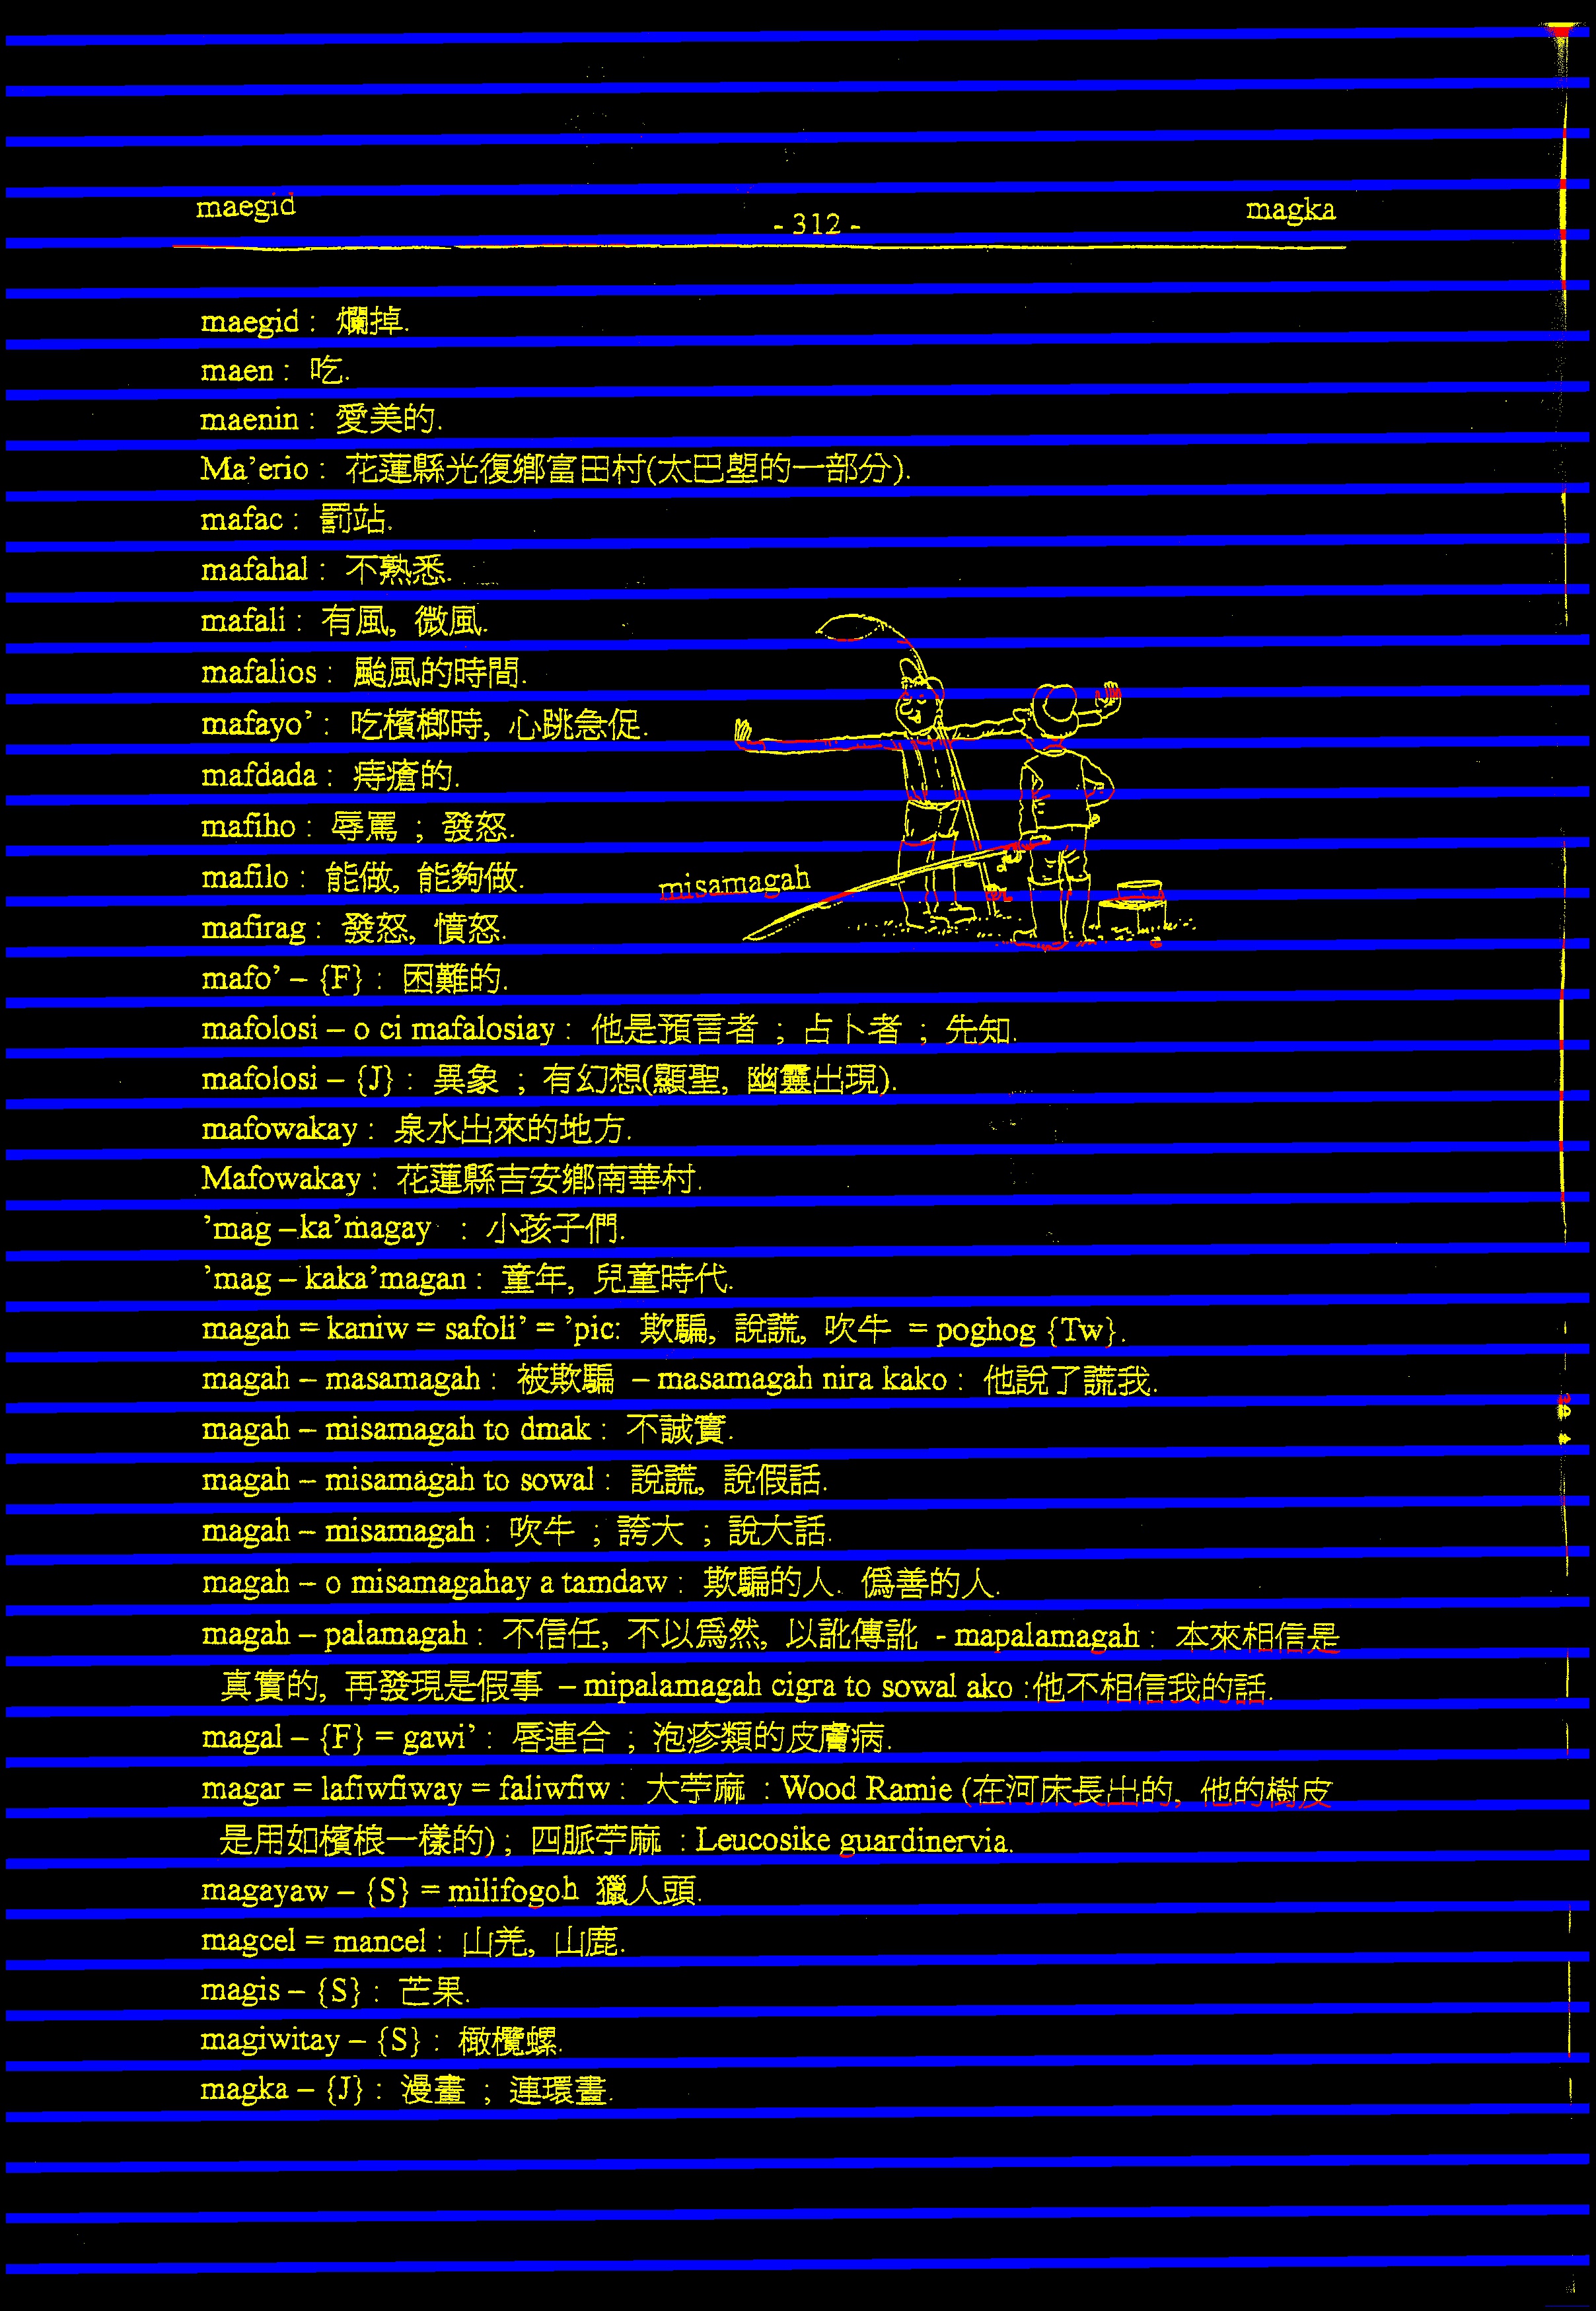 maegid
- 312 -
magka
maegid : 爛掉.
maen : 吃.
maenin : 愛美的.
Ma’erio : 花蓮縣光復鄉富田村(太巴塱的一部分).
mafac : 罰站.
mafahal : 不熟悉.
mafali : 有風, 微風.
mafalios : 颱風的時間.
mafayo’ : 吃檳榔時, 心跳急促.
mafdada : 痔瘡的.
mafiho : 辱罵 ; 發怒.
mafilo : 能做, 能夠做.
misamagah
mafirag : 發怒, 憤怒.
mafo’ – {F} : 困難的.
mafolosi – o ci mafalosiay : 他是預言者 ; 占卜者 ; 先知.
mafolosi – {J} : 異象 ; 有幻想(顯聖, 幽靈出現).
mafowakay : 泉水出來的地方.
Mafowakay : 花蓮縣吉安鄉南華村.
’mag –ka’magay : 小孩子們.
’mag – kaka’magan : 童年, 兒童時代.
magah = kaniw = safoli’ = ’pic: 欺騙, 說謊, 吹牛 = poghog {Tw}.
magah – masamagah : 被欺騙 – masamagah nira kako : 他說了謊我.
magah – misamagah to dmak : 不誠實.
magah – misamagah to sowal : 說謊, 說假話.
magah – misamagah : 吹牛 ; 誇大 ; 說大話.
magah – o misamagahay a tamdaw : 欺騙的人. 僞善的人.
magah – palamagah : 不信任, 不以爲然, 以訛傳訛 - mapalamagah : 本來相信是
真實的, 再發現是假事 – mipalamagah cigra to sowal ako :他不相信我的話.
magal – {F} = gawi’ : 唇連合 ; 泡疹類的皮膚病.
magar = lafiwfiway = faliwfiw : 大苧麻 : Wood Ramie (在河床長出的, 他的樹皮
是用如檳榔一樣的) ; 四脈苧麻 : Leucosike guardinervia.
magayaw – {S} = milifogoh 獵人頭.
magcel = mancel : 山羌, 山鹿.
magis – {S} : 芒果.
magiwitay – {S} : 橄欖螺.
magka – {J} : 漫畫 ; 連環畫.